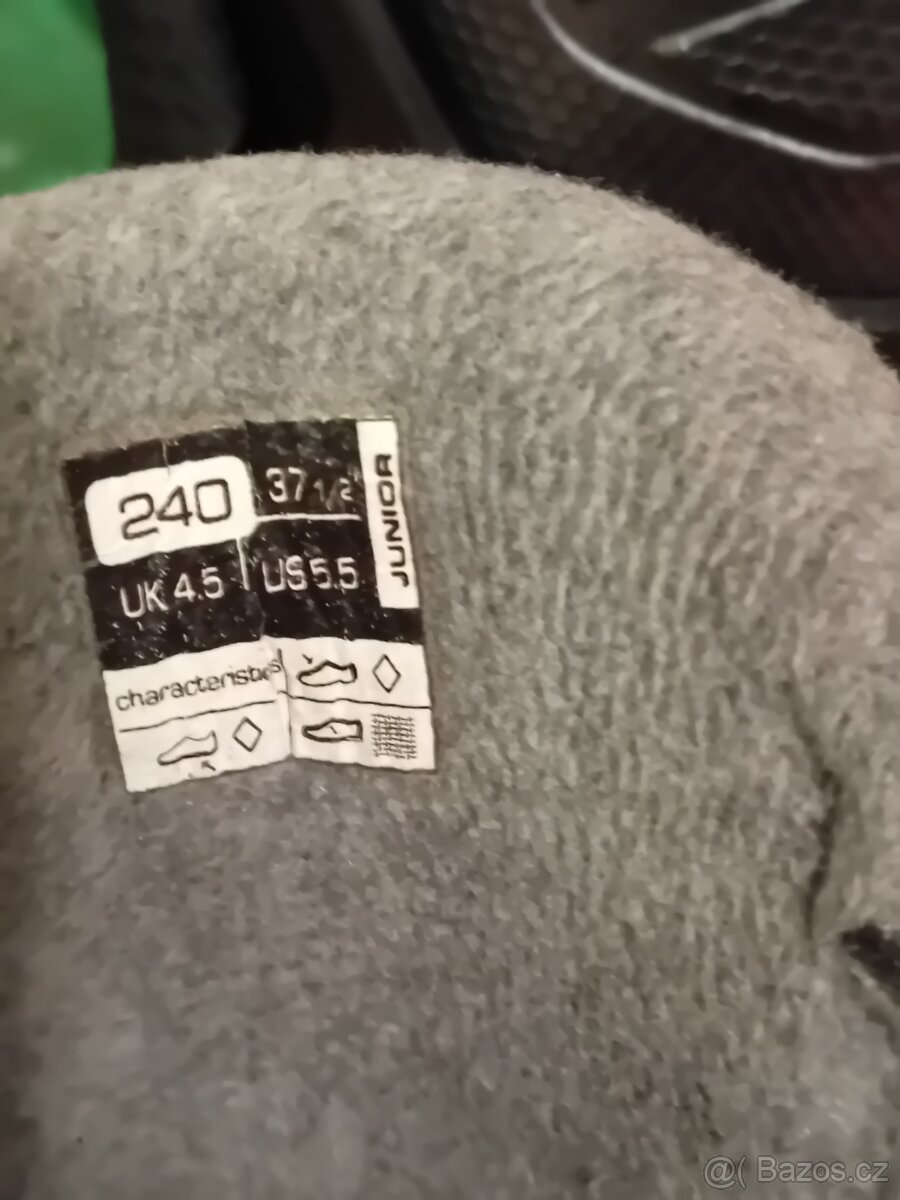 240
37 1/2
JUNIOR
UK 4.5
US 5.5
characteristics
@( Bazos.cz